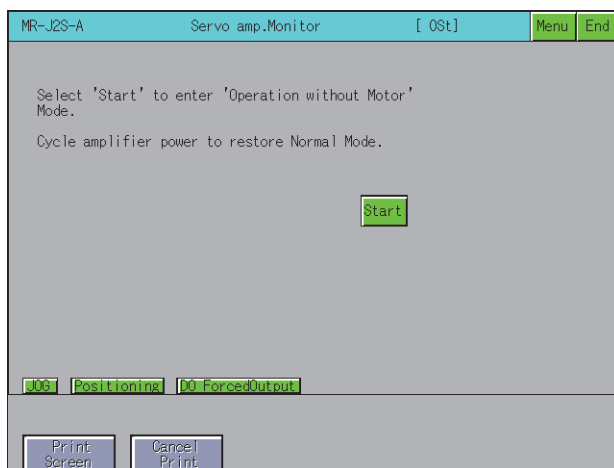 MR-J2S-A Servo amp.Monitor [ 0St] Menu End
Select 'Start' to enter 'Operation without Motor'
Mode.
Cycle amplifier power to restore Normal Mode.
Start
JOG Positioning DO ForcedOutput
Print Cancel
Screen Print